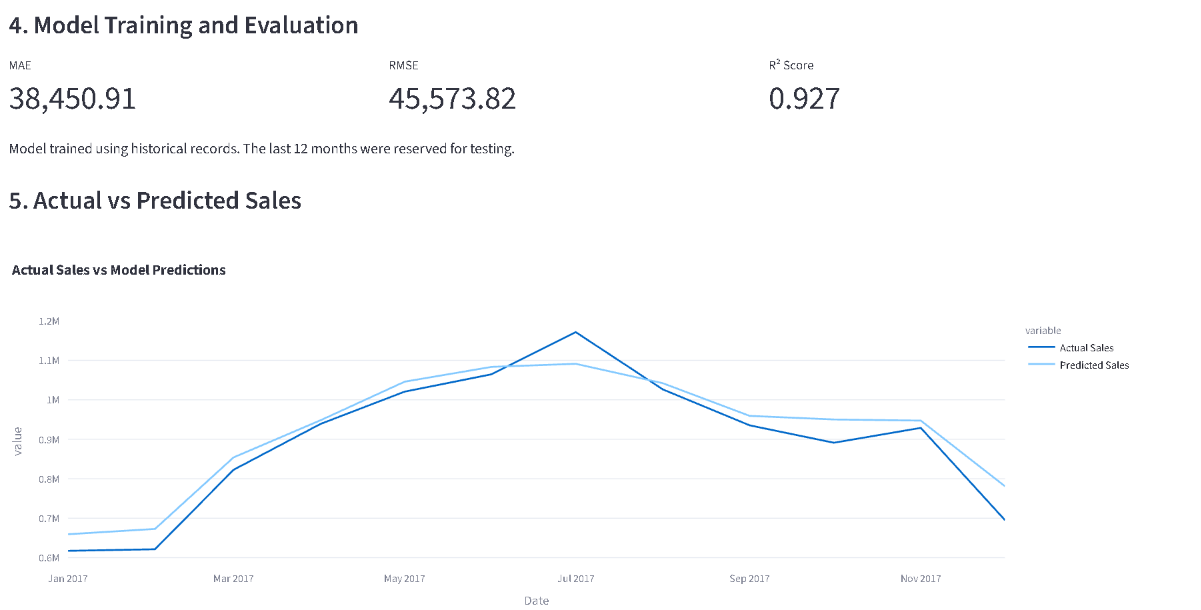 4. Model Training and Evaluation
MAE RMSE R² Score
38,450.91 45,573.82 0.927
Model trained using historical records. The last 12 months were reserved for testing.
5. Actual vs Predicted Sales
Actual Sales vs Model Predictions
1.2M
1.1M
1M
0.9M
0.8M
0.7M
0.6M
value
Jan 2017 Mar 2017 May 2017 Jul 2017 Sep 2017 Nov 2017
Date
variable
Actual Sales
Predicted Sales